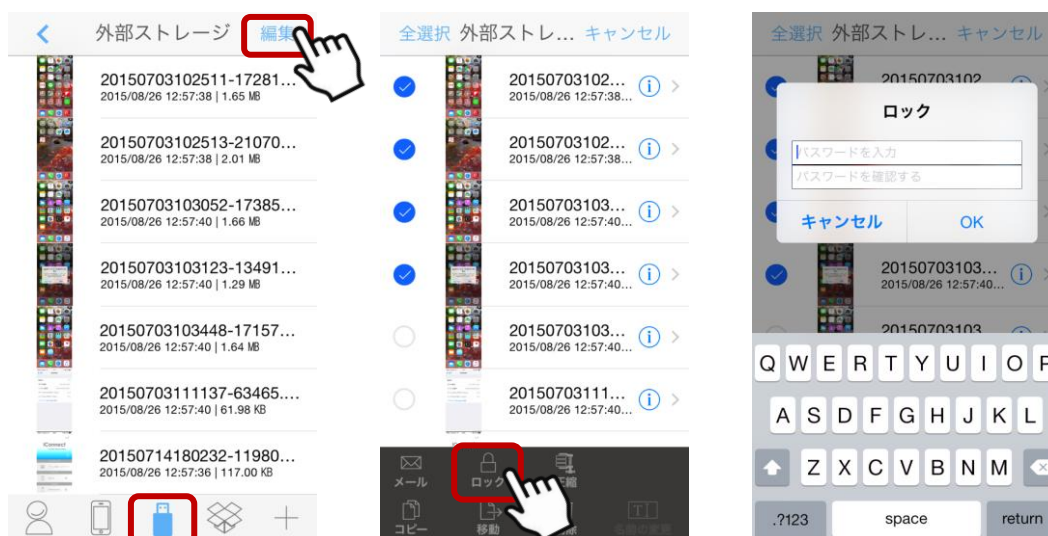 外部ストレージ 編集
20150703102511-17281...
2015/08/26 12:57:38 | 1.65 MB
20150703102513-21070...
2015/08/26 12:57:38 | 2.01 MB
20150703103052-17385...
2015/08/26 12:57:40 | 1.66 MB
20150703103123-13491...
2015/08/26 12:57:40 | 1.29 MB
20150703103448-17157...
2015/08/26 12:57:40 | 1.64 MB
20150703111137-63465....
2015/08/26 12:57:40 | 61.98 KB
20150714180232-11980...
2015/08/26 12:57:36 | 117.00 KB
全選択 外部ストレ... キャンセル
20150703102...
2015/08/26 12:57:38...
20150703102...
2015/08/26 12:57:38...
20150703103...
2015/08/26 12:57:40...
20150703103...
2015/08/26 12:57:40...
20150703103...
2015/08/26 12:57:40...
20150703111...
2015/08/26 12:57:40...
メール ロック
コピー 移動 名前の変更
全選択 外部ストレ... キャンセル
20150703102
ロック
パスワードを入力
パスワードを確認する
キャンセル OK
20150703103...
2015/08/26 12:57:40...
20150703103
Q W E R T Y U I O P
A S D F G H J K L
Z X C V B N M
.?123 space return